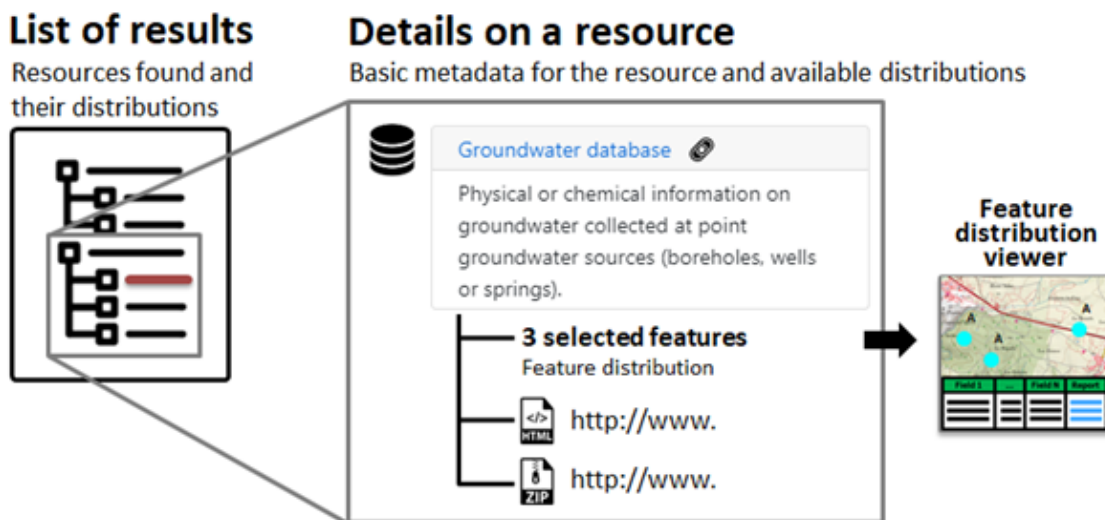 List of results
Resources found and
their distributions
Details on a resource
Basic metadata for the resource and available distributions
Groundwater database
Physical or chemical information on
groundwater collected at point
groundwater sources (boreholes, wells
or springs).
3 selected features
Feature distribution
</>
HTML
http://www.
ZIP
http://www.
Feature
distribution
viewer
A
A
A
Field 1 ... Field N Report